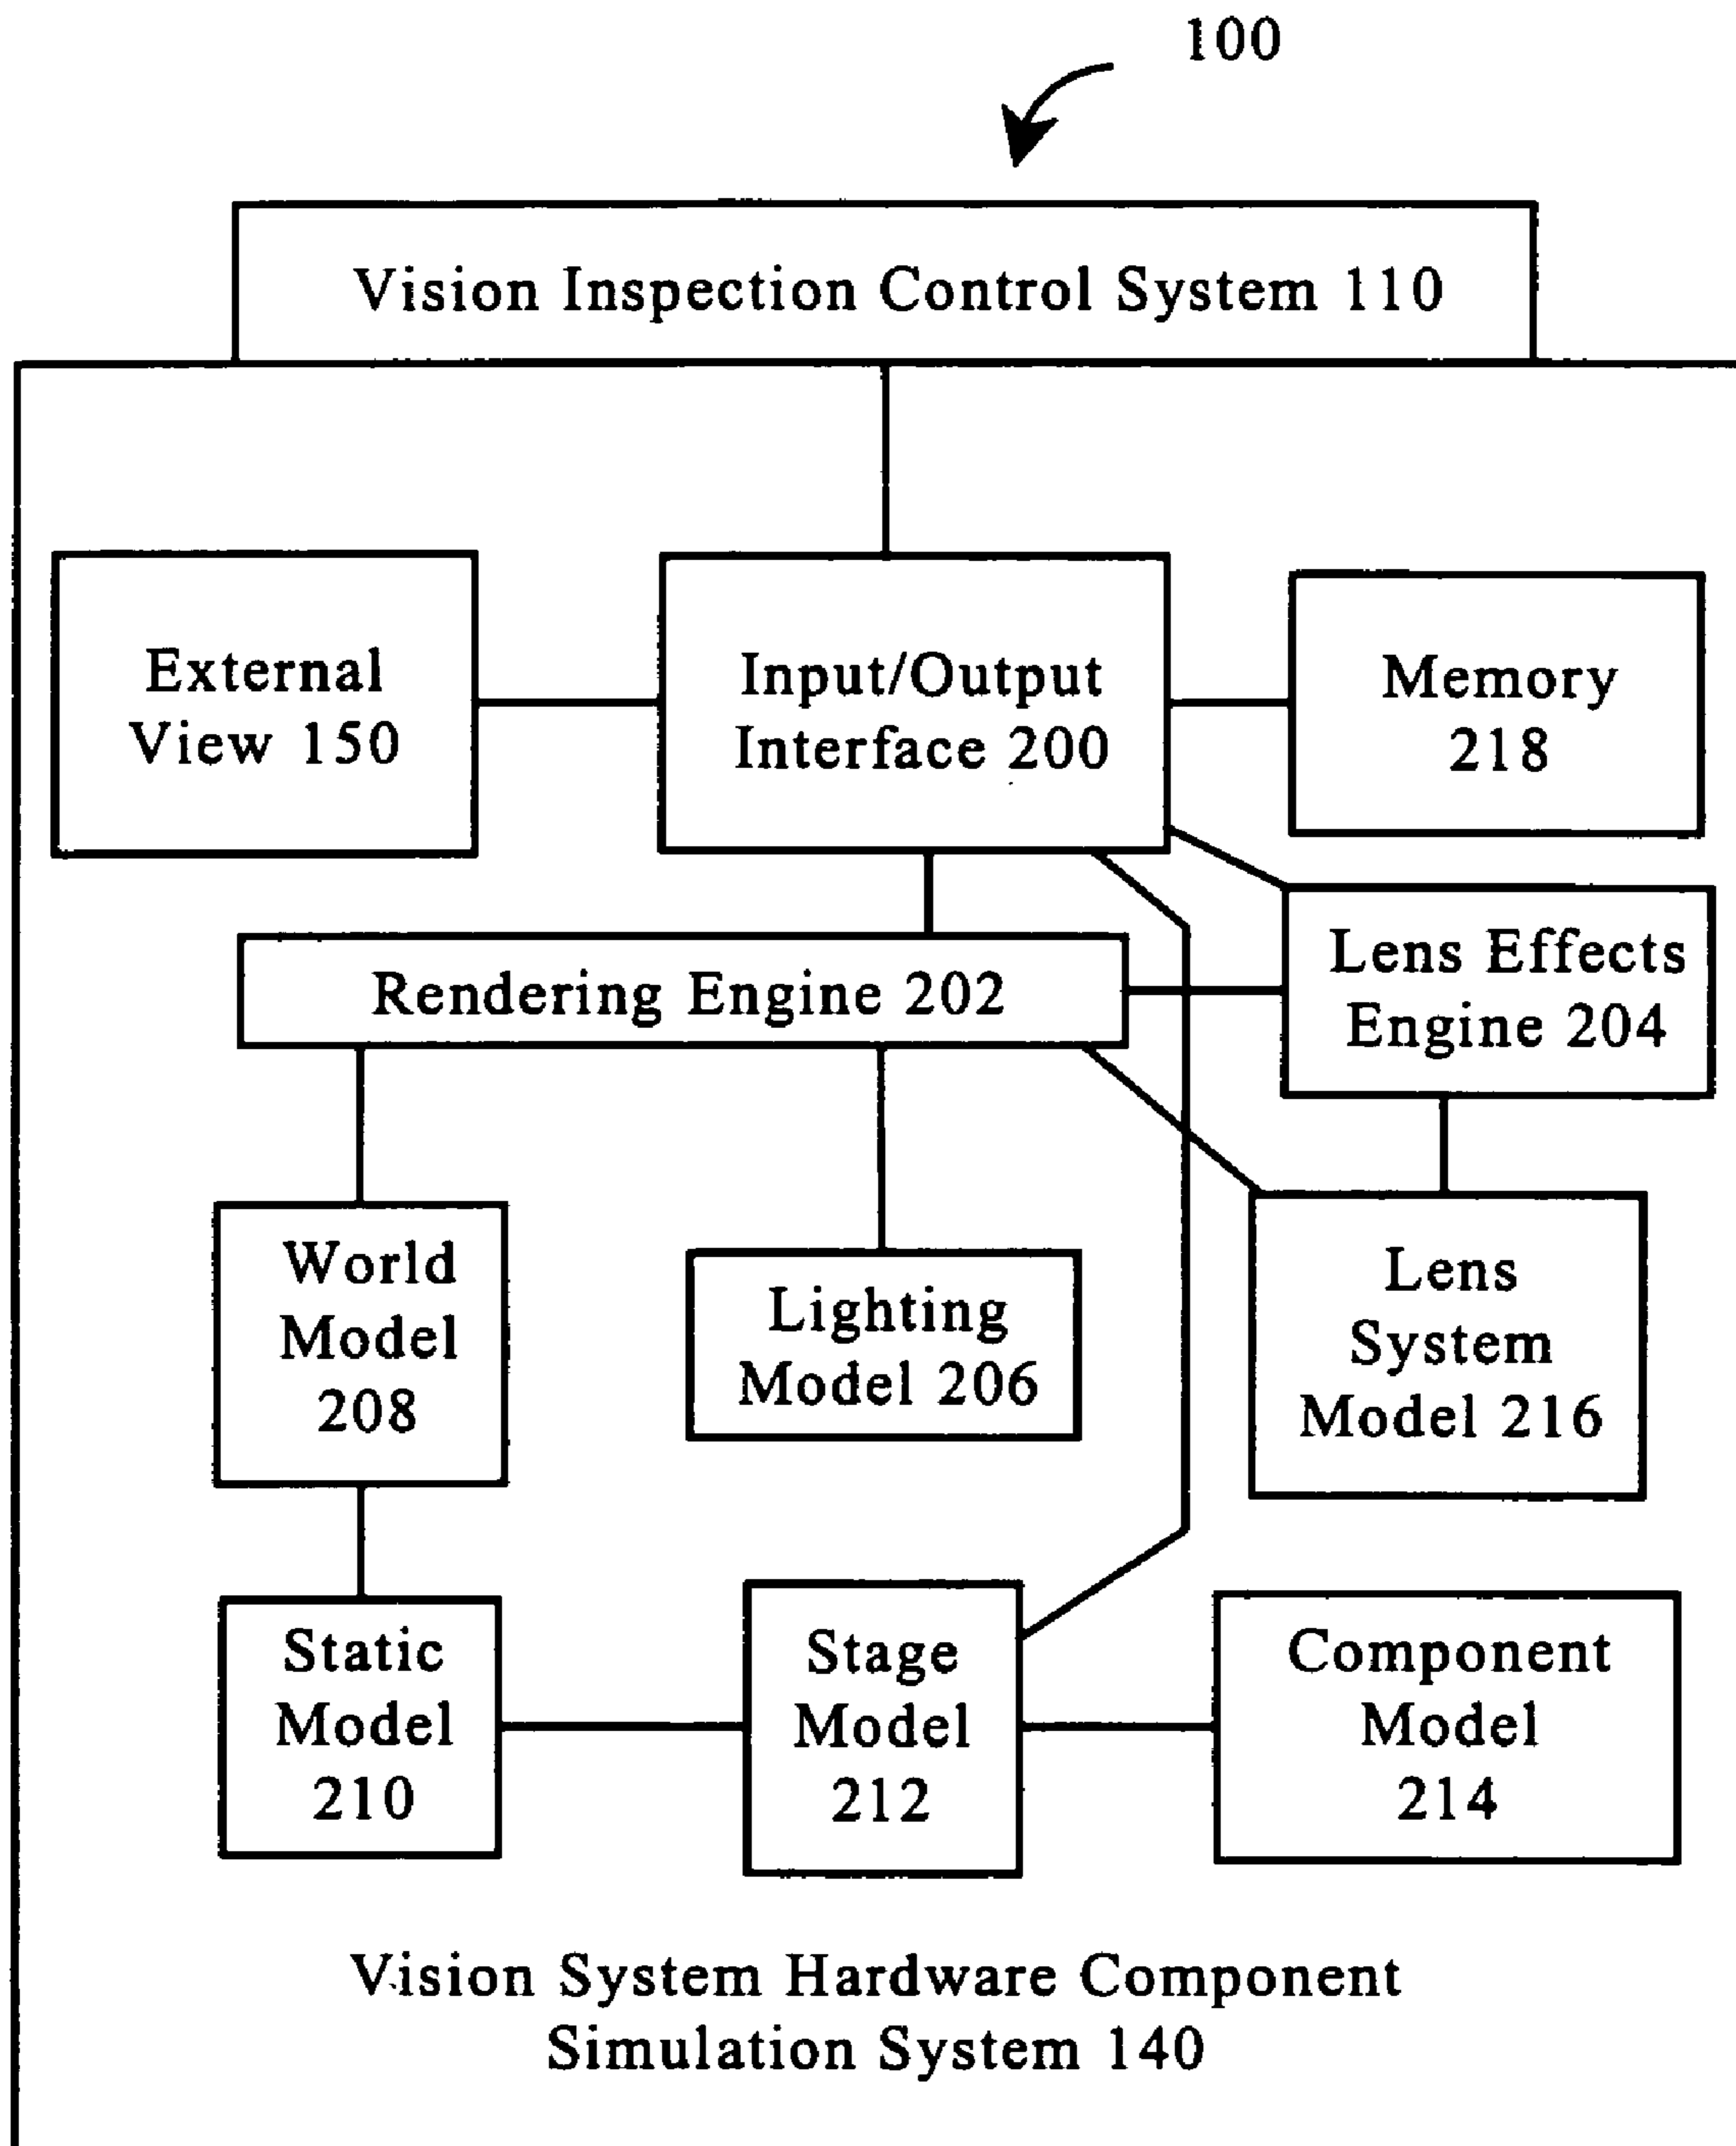 100
Vision Inspection Control System 110
External
View 150
Input/Output
Interface 200
Memory
218
Rendering Engine 202
Lens Effects
Engine 204
World
Model
208
Lighting
Model 206
Lens
System
Model 216
Static
Model
210
Stage
Model
212
Component
Model
214
Vision System Hardware Component
Simulation System 140